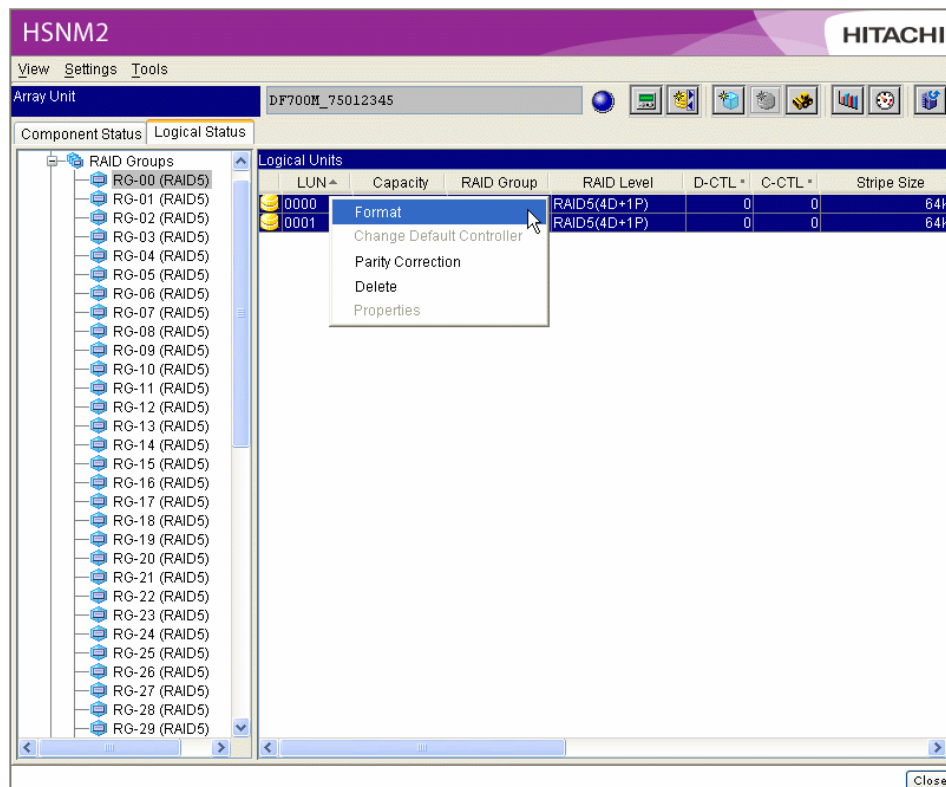 HSNM2
HITACHI
View Settings Tools
Array Unit
DF700M_75012345
Component Status Logical Status
RAID Groups
RG-00 (RAID5)
RG-01 (RAID5)
RG-02 (RAID5)
RG-03 (RAID5)
RG-04 (RAID5)
RG-05 (RAID5)
RG-06 (RAID5)
RG-07 (RAID5)
RG-08 (RAID5)
RG-09 (RAID5)
RG-10 (RAID5)
RG-11 (RAID5)
RG-12 (RAID5)
RG-13 (RAID5)
RG-14 (RAID5)
RG-15 (RAID5)
RG-16 (RAID5)
RG-17 (RAID5)
RG-18 (RAID5)
RG-19 (RAID5)
RG-20 (RAID5)
RG-21 (RAID5)
RG-22 (RAID5)
RG-23 (RAID5)
RG-24 (RAID5)
RG-25 (RAID5)
RG-26 (RAID5)
RG-27 (RAID5)
RG-28 (RAID5)
RG-29 (RAID5)
Logical Units
LUN Capacity RAID Group RAID Level D-CTL * C-CTL * Stripe Size
0000 RAID5(4D+1P) 0 0 64K
0001 RAID5(4D+1P) 0 0 64K
Format
Change Default Controller
Parity Correction
Delete
Properties
Close